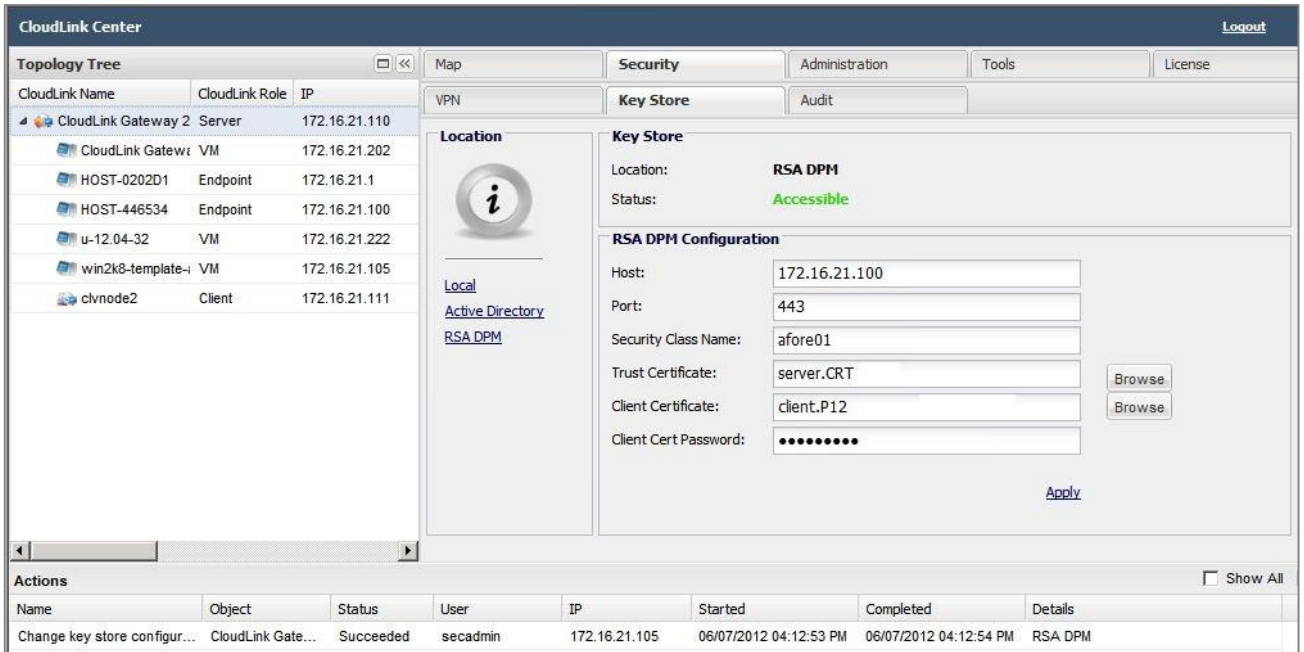 CloudLink Center Logout
Topology Tree
CloudLink Name CloudLink Role IP
CloudLink Gateway 2 Server 172.16.21.110
CloudLink Gatewa VM 172.16.21.202
HOST-0202D1 Endpoint 172.16.21.1
HOST-446534 Endpoint 172.16.21.100
u-12.04-32 VM 172.16.21.222
win2k8-template- VM 172.16.21.105
clvnode2 Client 172.16.21.111
Map Security Administration Tools License
VPN Key Store Audit
Location
i
Local
Active Directory
RSA DPM
Key Store
Location: RSA DPM
Status: Accessible
RSA DPM Configuration
Host: 172.16.21.100
Port: 443
Security Class Name: afore01
Trust Certificate: server.CRT Browse
Client Certificate: client.P12 Browse
Client Cert Password: •••••••••
Apply
Actions Show All
Name Object Status User IP Started Completed Details
Change key store configur... CloudLink Gate... Succeeded secadmin 172.16.21.105 06/07/2012 04:12:53 PM 06/07/2012 04:12:54 PM RSA DPM